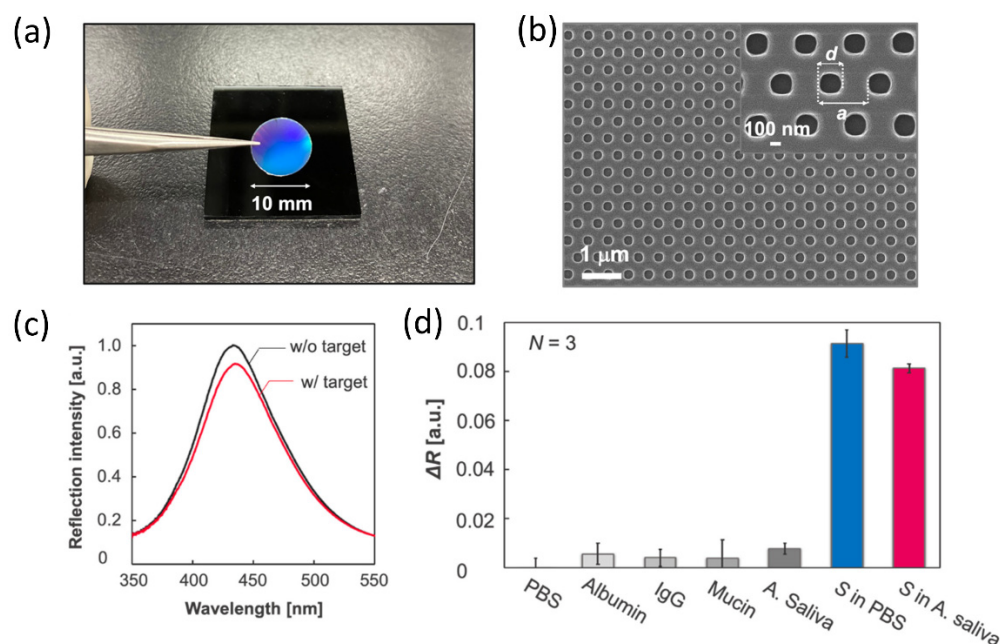 (a)
10 mm
(b)
d
a
100 nm
1 μm
(c)
Reflection intensity [a.u.]
1.0
0.8
0.6
0.4
0.2
0
w/o target
w/ target
350
400
450
500
550
Wavelength [nm]
(d)
N = 3
ΔR [a.u.]
0.1
0.08
0.06
0.04
0.02
0
PBS
Albumin
IgG
Mucin
A. Saliva
S in PBS
S in A. saliva